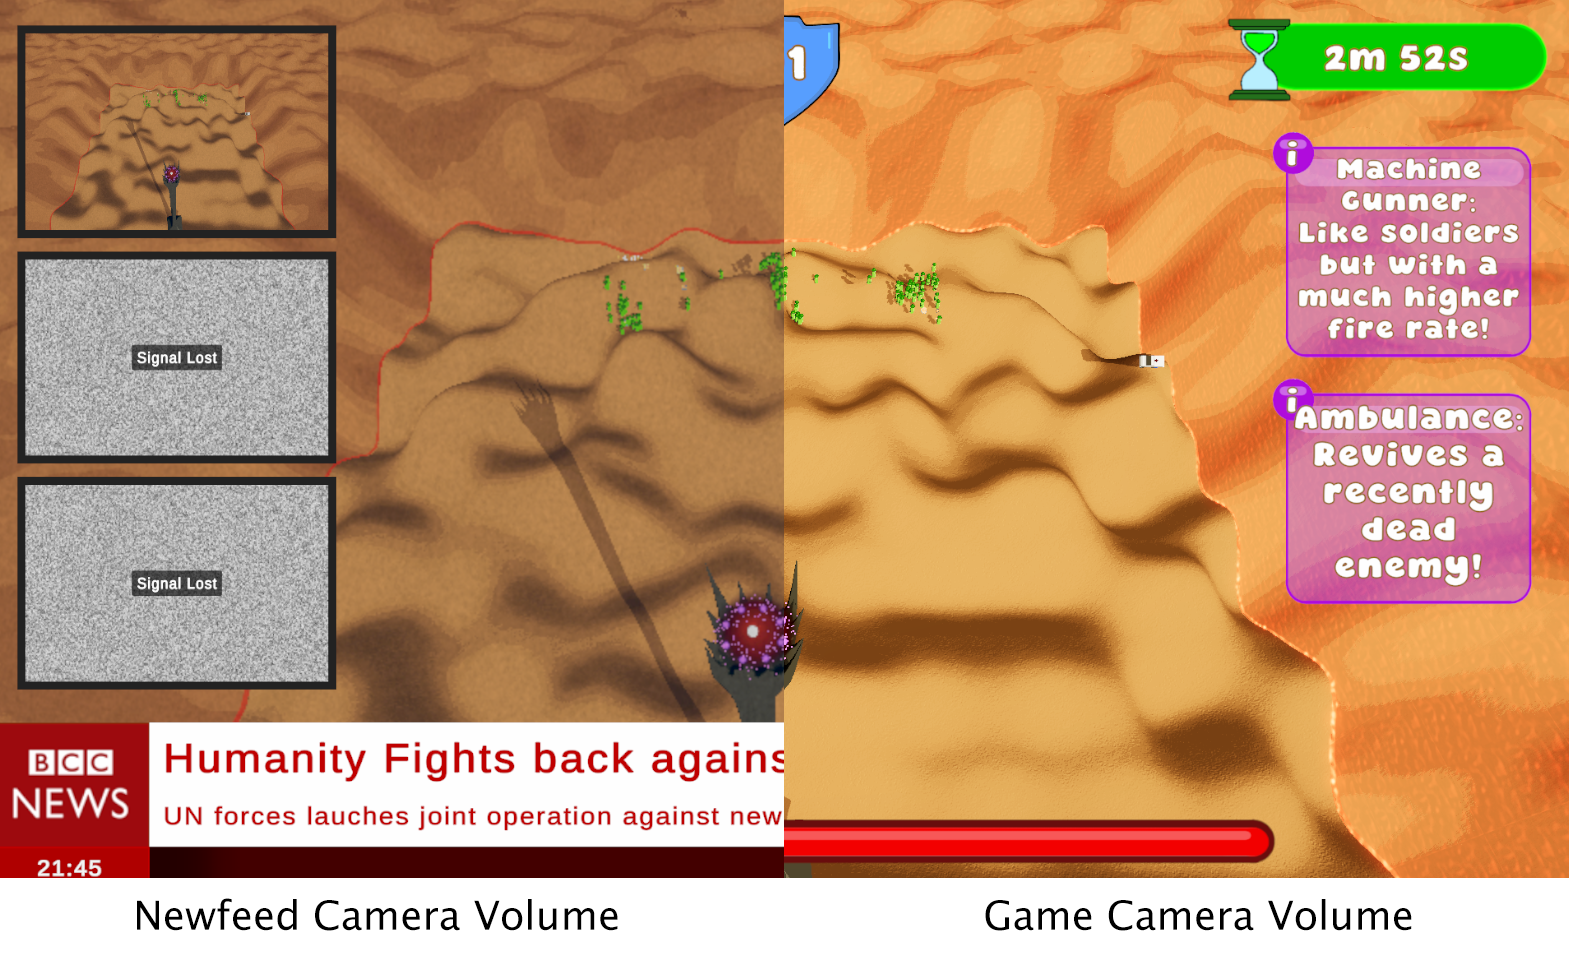 Signal Lost
Signal Lost
BCC
NEWS
21:45
Humanity Fights back agains
UN forces lauches joint operation against new
1
2m 52s
i
Machine
Gunner:
Like soldiers
but with a
much higher
fire rate!
i
Ambulance:
Revives a
recently
dead
enemy!
Newfeed Camera Volume
Game Camera Volume